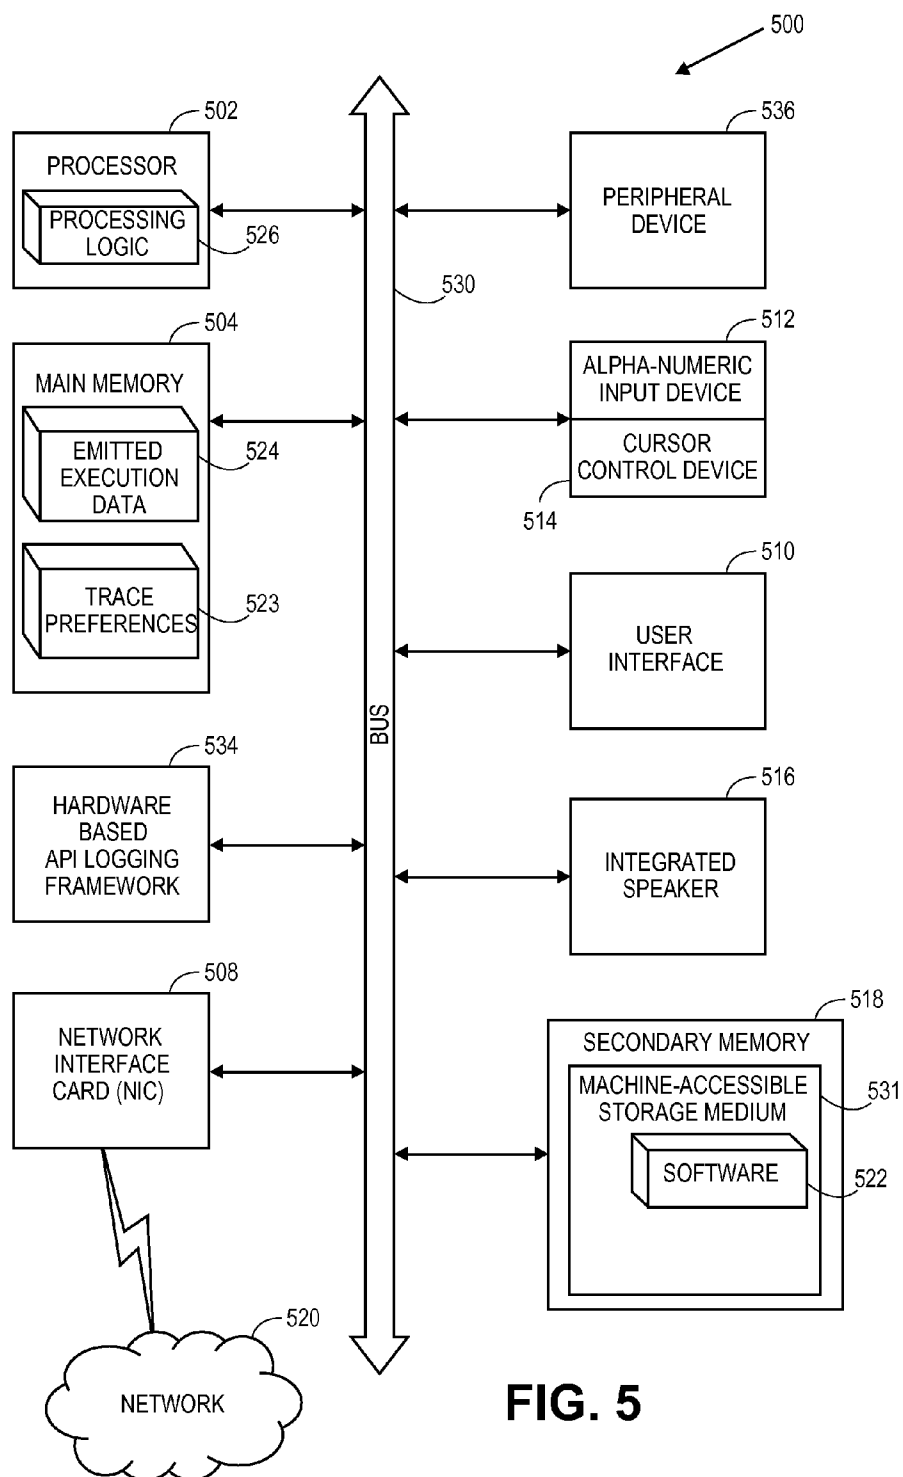 500
502
PROCESSOR
PROCESSING
LOGIC
526
536
PERIPHERAL
DEVICE
530
504
MAIN MEMORY
EMITTED
EXECUTION
DATA
524
TRACE
PREFERENCES
523
512
ALPHA-NUMERIC
INPUT DEVICE
CURSOR
CONTROL DEVICE
514
510
USER
INTERFACE
BUS
534
HARDWARE
BASED
API LOGGING
FRAMEWORK
516
INTEGRATED
SPEAKER
508
NETWORK
INTERFACE
CARD (NIC)
518
SECONDARY MEMORY
MACHINE-ACCESSIBLE
STORAGE MEDIUM
531
SOFTWARE
522
520
NETWORK
FIG. 5